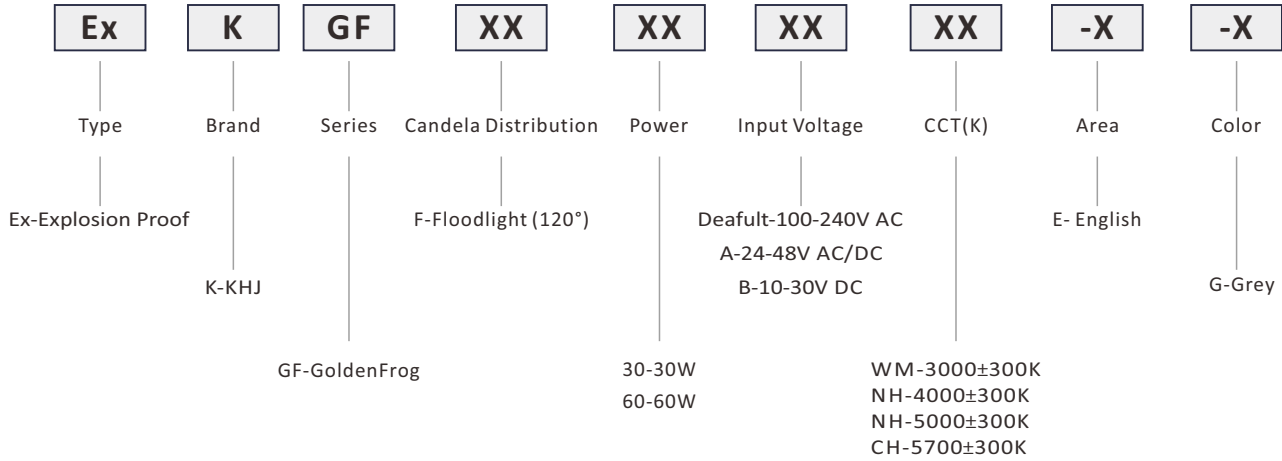 Ex K GF XX XX XX XX -X -X
Type Brand Series Candela Distribution Power Input Voltage CCT(K) Area Color
Ex-Explosion Proof F-Floodlight (120°) Deafult-100-240V AC E- English
A-24-48V AC/DC
K-KHJ B-10-30V DC G-Grey
GF-GoldenFrog 30-30W WM-3000±300K
60-60W NH-4000±300K
NH-5000±300K
CH-5700±300K